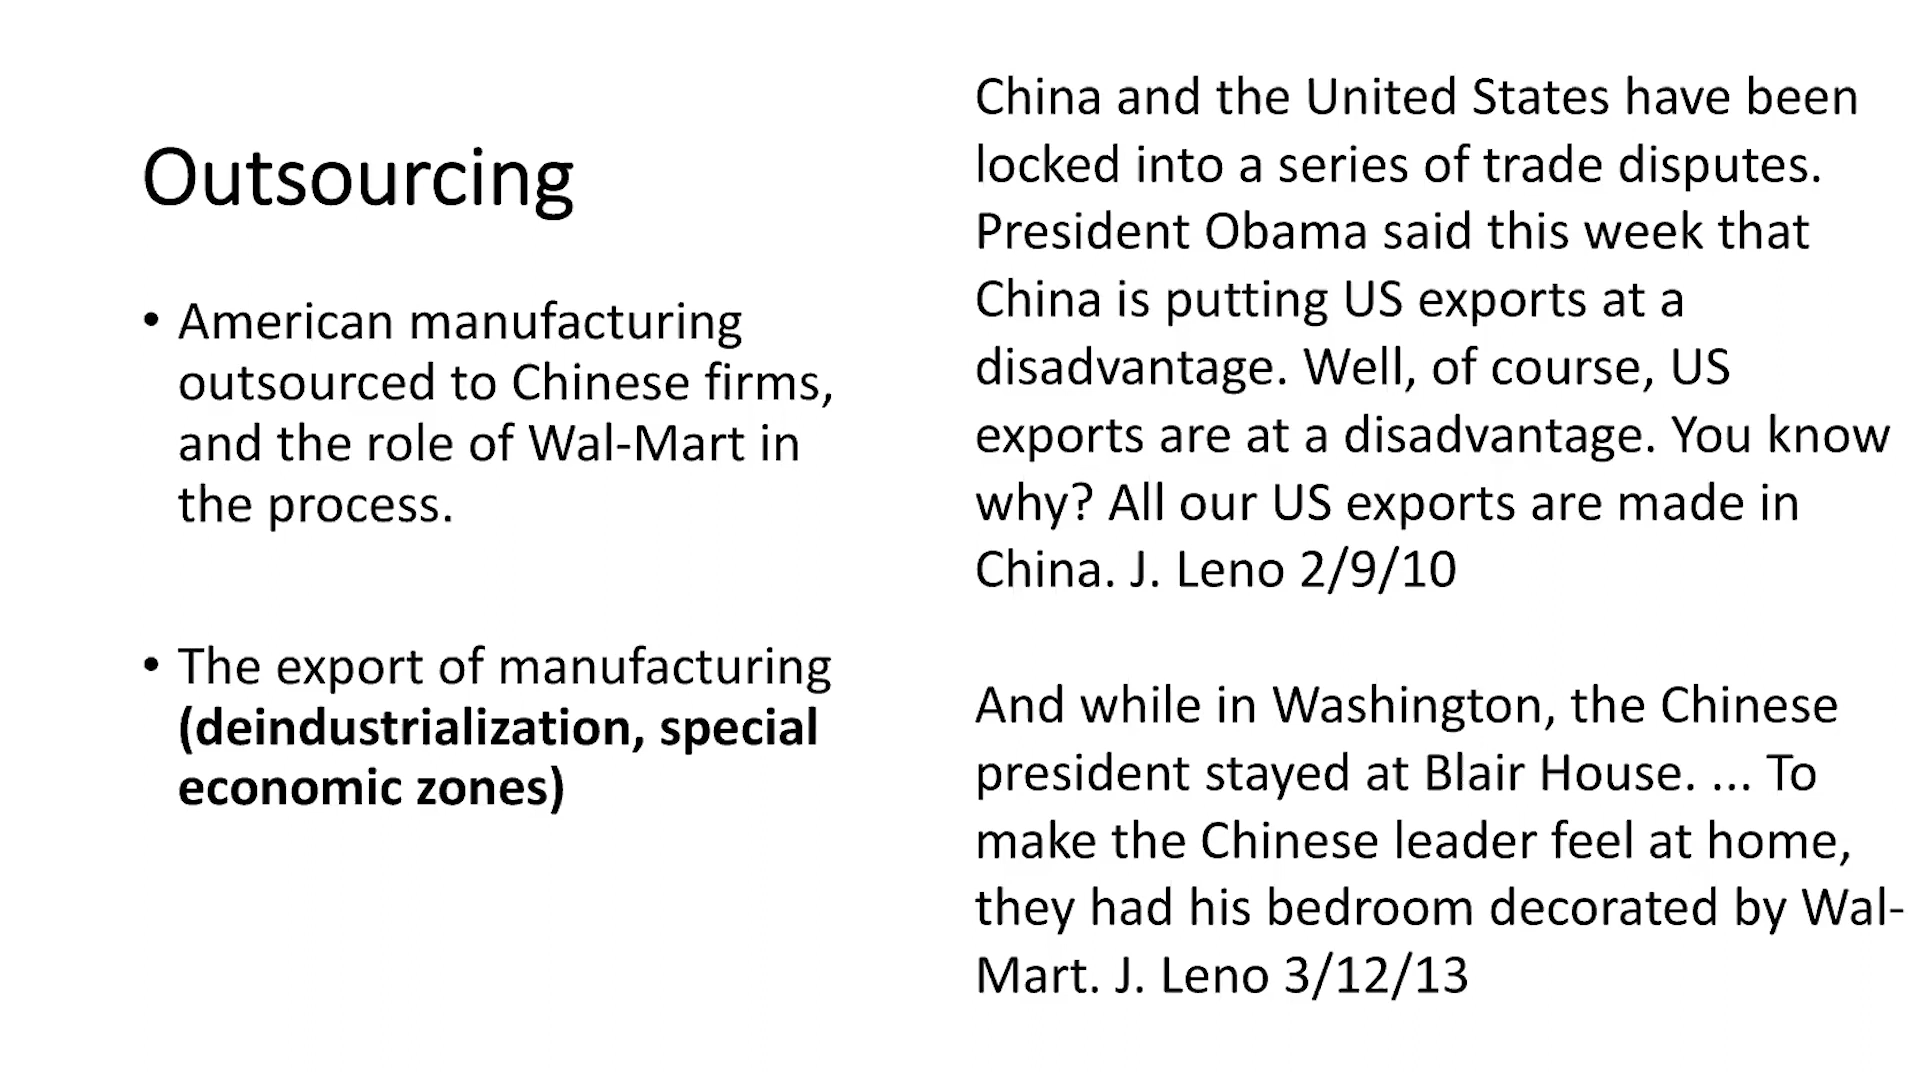 Outsourcing
• American manufacturing
outsourced to Chinese firms,
and the role of Wal-Mart in
the process.
• The export of manufacturing
(deindustrialization, special
economic zones)
China and the United States have been
locked into a series of trade disputes.
President Obama said this week that
China is putting US exports at a
disadvantage. Well, of course, US
exports are at a disadvantage. You know
why? All our US exports are made in
China. J. Leno 2/9/10
And while in Washington, the Chinese
president stayed at Blair House. ... To
make the Chinese leader feel at home,
they had his bedroom decorated by Wal-
Mart. J. Leno 3/12/13